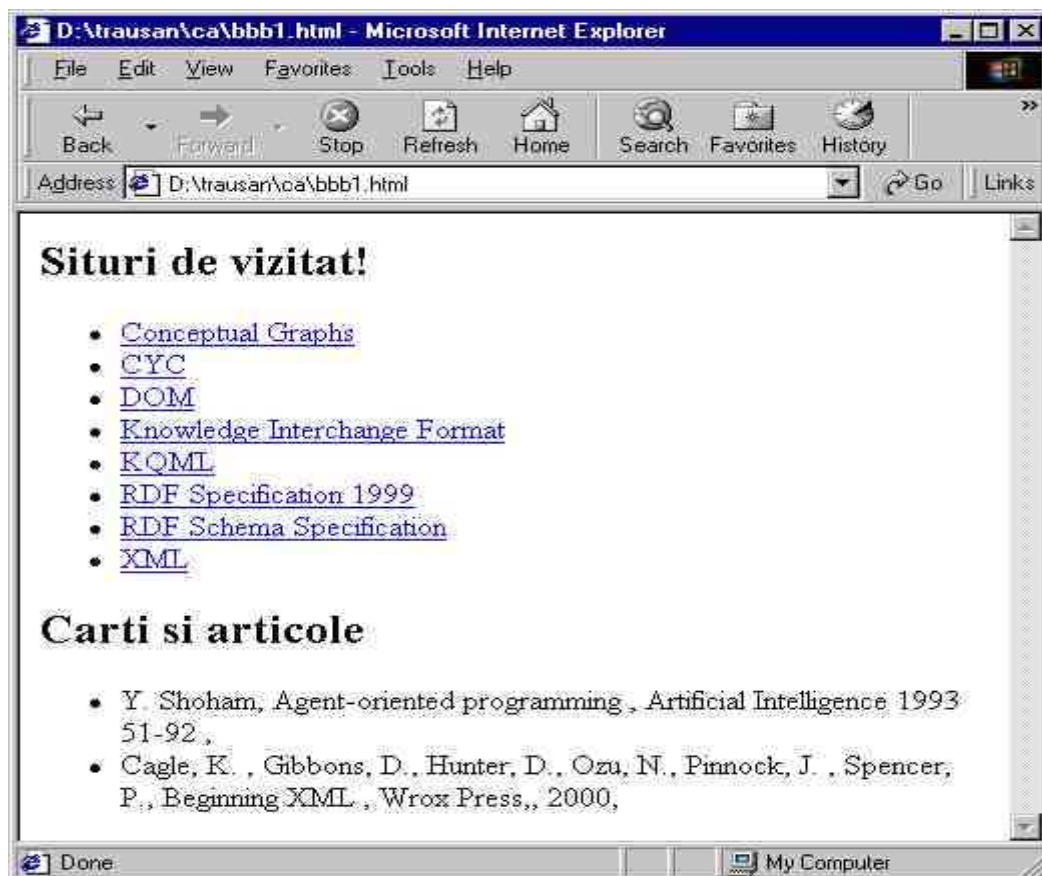 D:\trausan\ca\bbb1.html - Microsoft Internet Explorer
File Edit View Favorites Tools Help
Back Forward Stop Refresh Home Search Favorites History »
Address D:\trausan\ca\bbb1.html Go Links
Situri de vizitat!
• Conceptual Graphs
• CYC
• DOM
• Knowledge Interchange Format
• KQML
• RDF Specification 1999
• RDF Schema Specification
• XML
Carti si articole
• Y. Shoham, Agent-oriented programming , Artificial Intelligence 1993
51-92 ,
• Cagle, K. , Gibbons, D., Hunter, D., Ozu, N., Pinnock, J. , Spencer,
P., Beginning XML , Wrox Press,, 2000,
Done My Computer